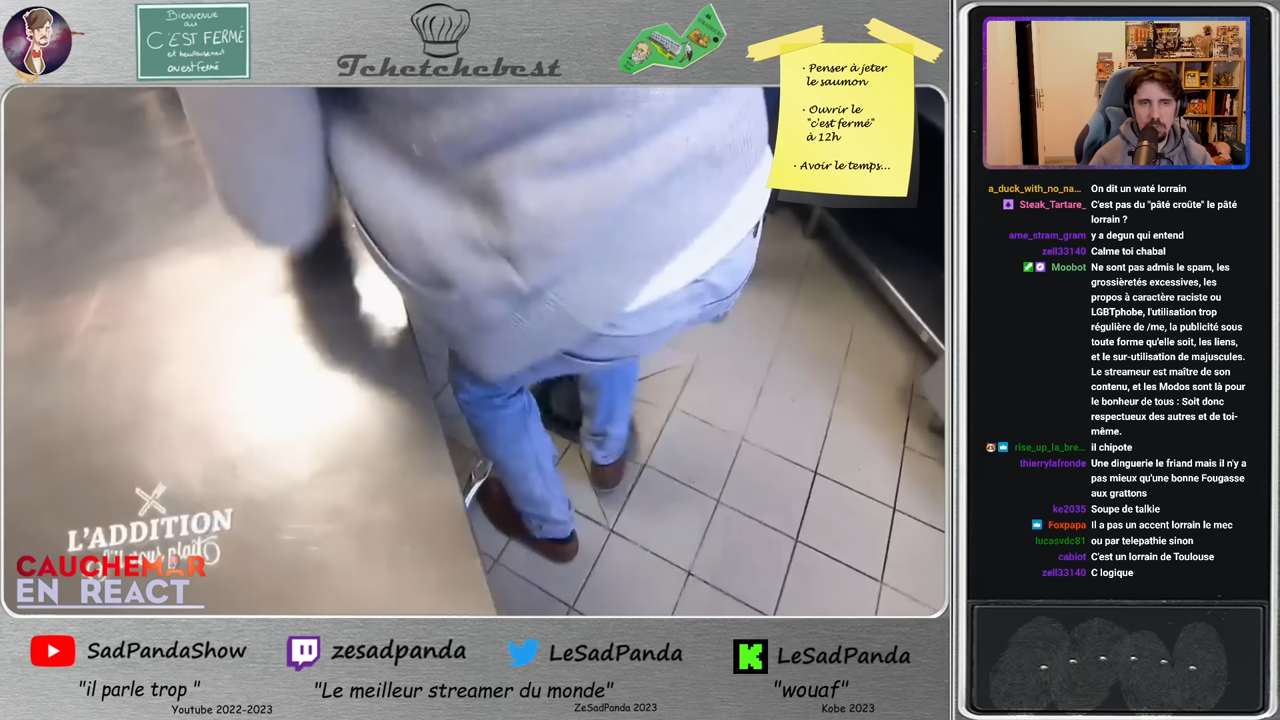 Bienvenue
au
C'EST FERMÉ
et heureusement
on est fermé
Tchetchebest
· Penser à jeter
le saumon
· Ouvrir le
"c'est fermé"
à 12h
· Avoir le temps...
L'ADDITION
s'il vous plaît
CAUCHEMAR
EN REACT
SadPandaShow
zesadpanda
LeSadPanda
LeSadPanda
"il parle trop "
Youtube 2022-2023
"Le meilleur streamer du monde"
ZeSadPanda 2023
"wouaf"
Kobe 2023
a_duck_with_no_na... On dit un waté lorrain
Steak_Tartare_ C'est pas du "pâté croûte" le pâté
lorrain ?
ame_stram_gram y a degun qui entend
zell33140 Calme toi chabal
Moobot Ne sont pas admis le spam, les
grossièretés excessives, les
propos à caractère raciste ou
LGBTphobe, l'utilisation trop
régulière de /me, la publicité sous
toute forme qu'elle soit, les liens,
et le sur-utilisation de majuscules.
Le streameur est maître de son
contenu, et les Modos sont là pour
le bonheur de tous : Soit donc
respectueux des autres et de toi-
même.
rise_up_la_bre... il chipote
thierrylafronde Une dinguerie le friand mais il n'y a
pas mieux qu'une bonne Fougasse
aux grattons
ke2035 Soupe de talkie
Foxpapa Il a pas un accent lorrain le mec
lucasvdc81 ou par telepathie sinon
cabiot C'est un lorrain de Toulouse
zell33140 C logique